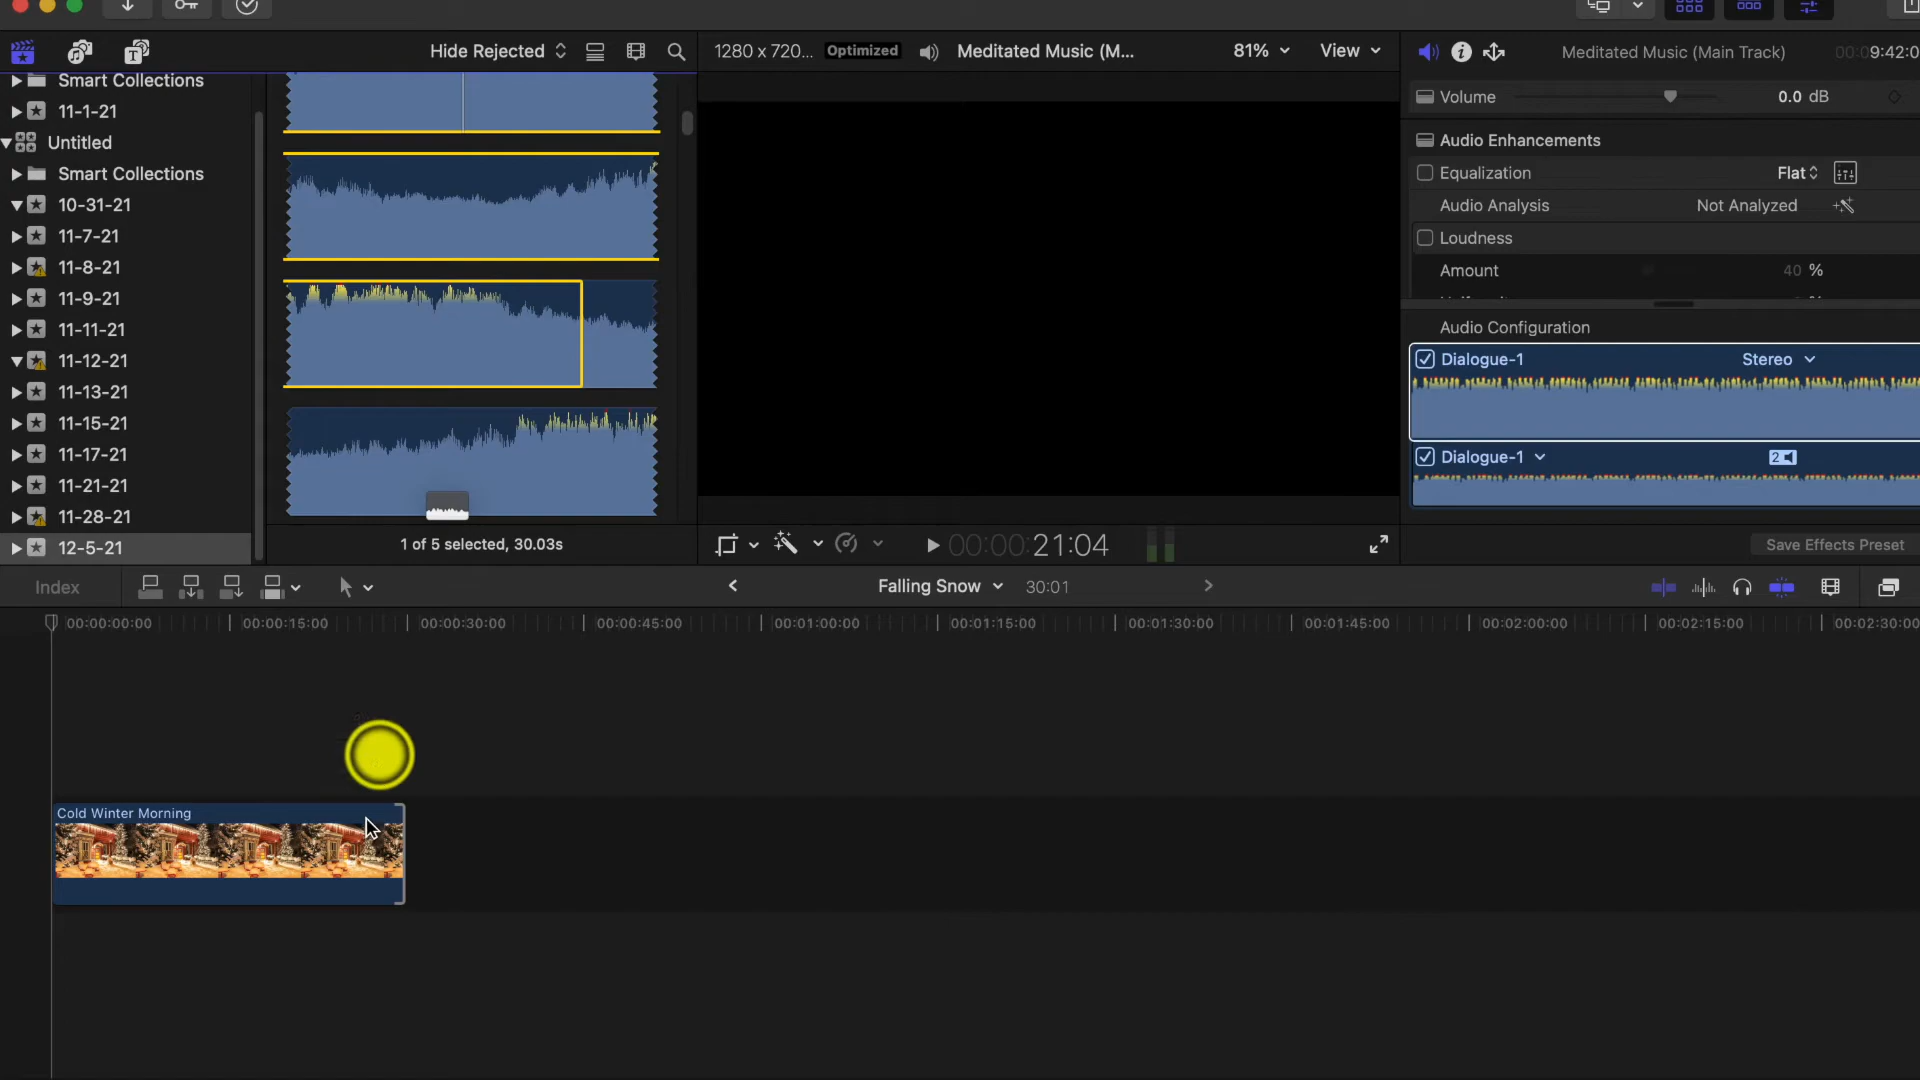 Hide Rejected
1280 x 720... Optimized Meditated Music (M... 81% View
Meditated Music (Main Track) 00:09:42:0
Smart Collections
11-1-21
Untitled
Smart Collections
10-31-21
11-7-21
11-8-21
11-9-21
11-11-21
11-12-21
11-13-21
11-15-21
11-17-21
11-21-21
11-28-21
12-5-21
1 of 5 selected, 30.03s
00:00:21:04
Volume 0.0 dB
Audio Enhancements
Equalization Flat
Audio Analysis Not Analyzed
Loudness
Amount 40 %
Audio Configuration
Dialogue-1 Stereo
Dialogue-1 2
Save Effects Preset
Index Falling Snow 30:01
00:00:00:00 00:00:15:00 00:00:30:00 00:00:45:00 00:01:00:00 00:01:15:00 00:01:30:00 00:01:45:00 00:02:00:00 00:02:15:00 00:02:30:00
Cold Winter Morning